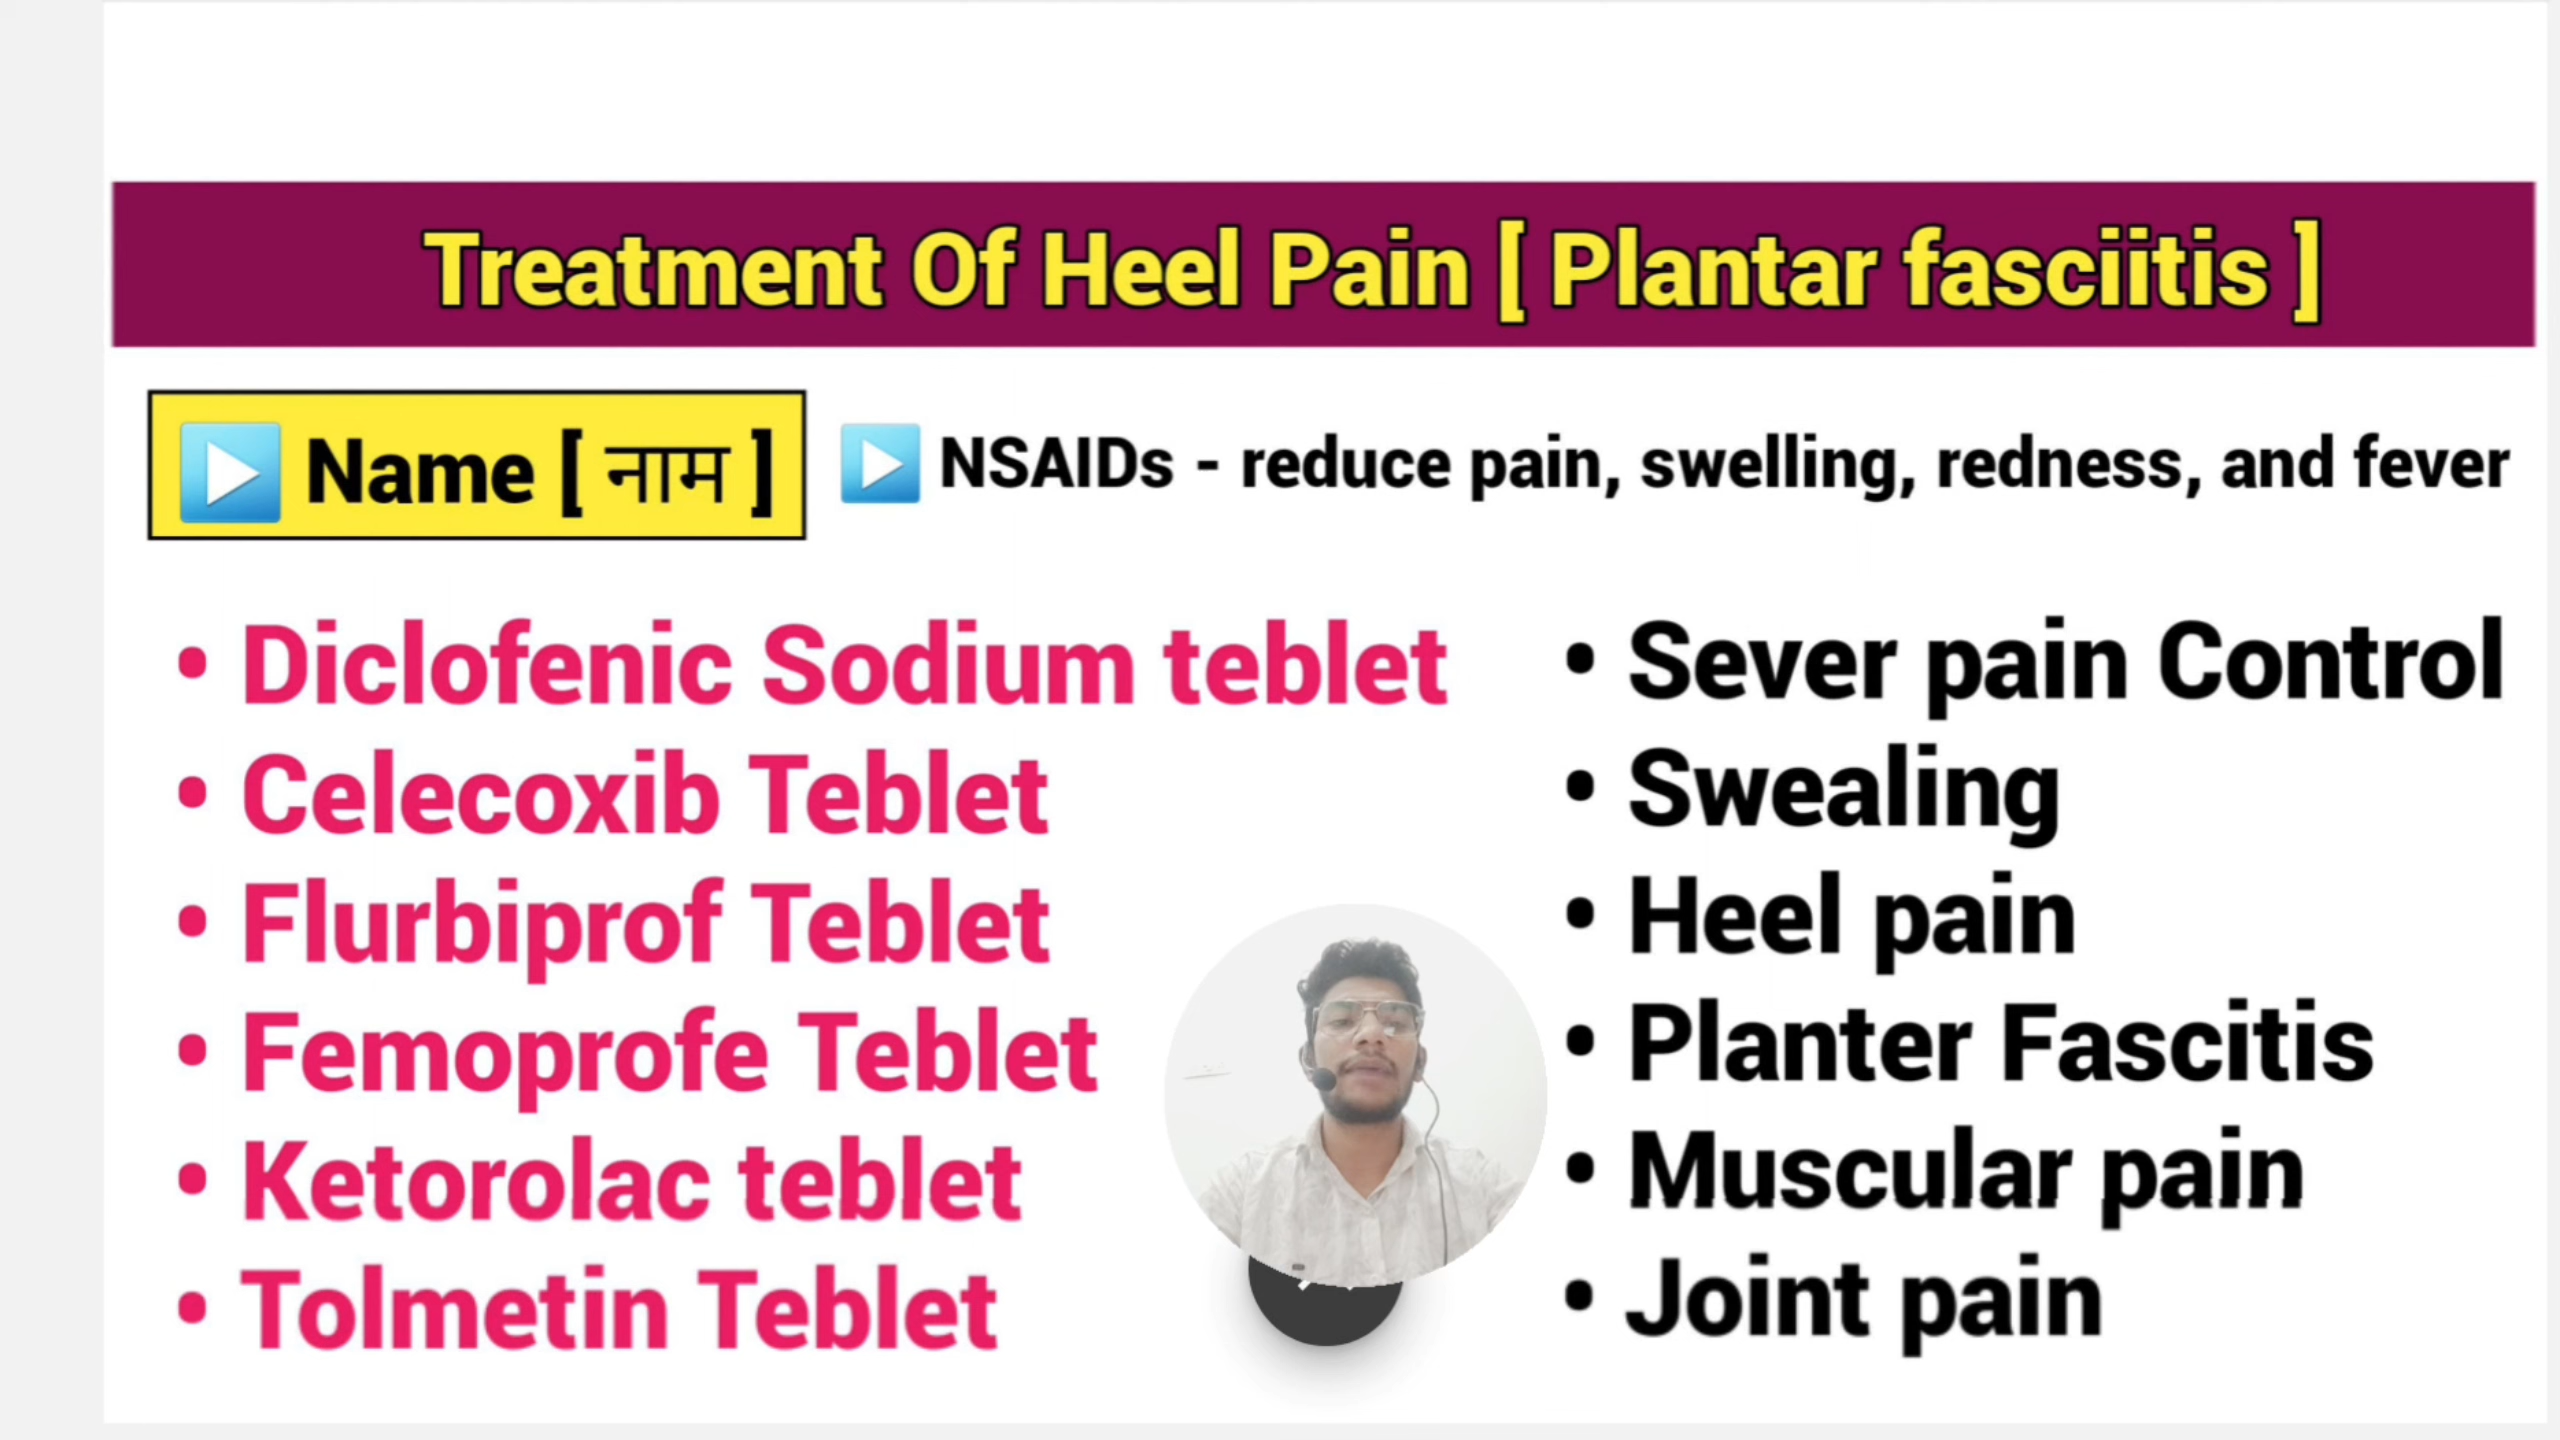 Treatment Of Heel Pain [ Plantar fasciitis ]
Name [ नाम ]
NSAIDs - reduce pain, swelling, redness, and fever
• Diclofenic Sodium teblet
• Celecoxib Teblet
• Flurbiprof Teblet
• Femoprofe Teblet
• Ketorolac teblet
• Tolmetin Teblet
• Sever pain Control
• Swealing
• Heel pain
• Planter Fascitis
• Muscular pain
• Joint pain